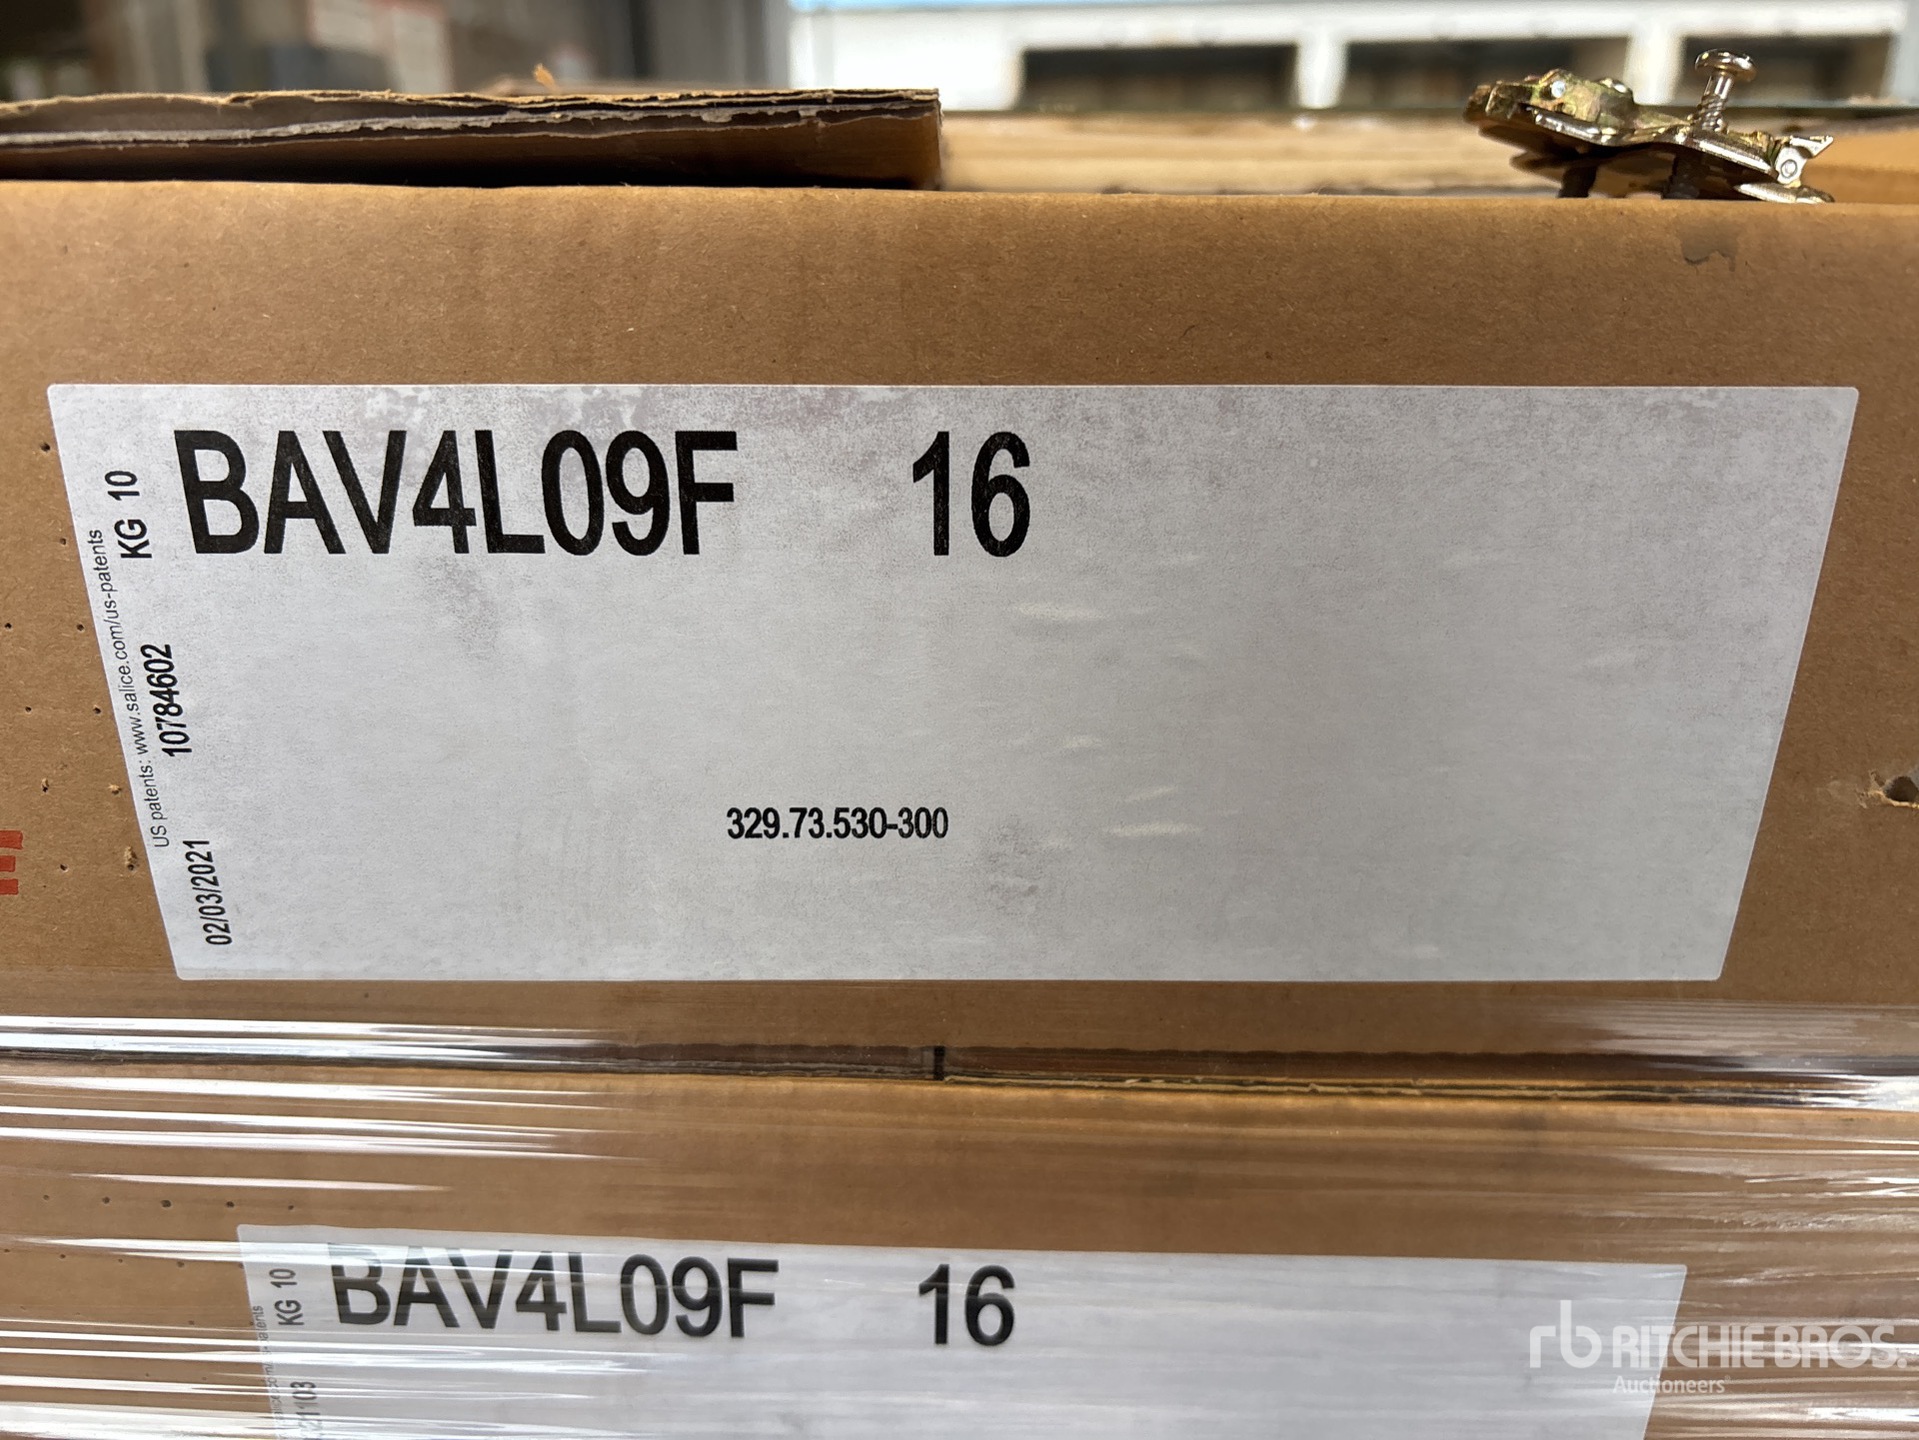 BAV4L09F 16
KG 10
US patents: www.salice.com/us-patents
10784602
02/03/2021
329.73.530-300
BAV4L09F 16
KG 10
rb RITCHIE BROS.
Auctioneers